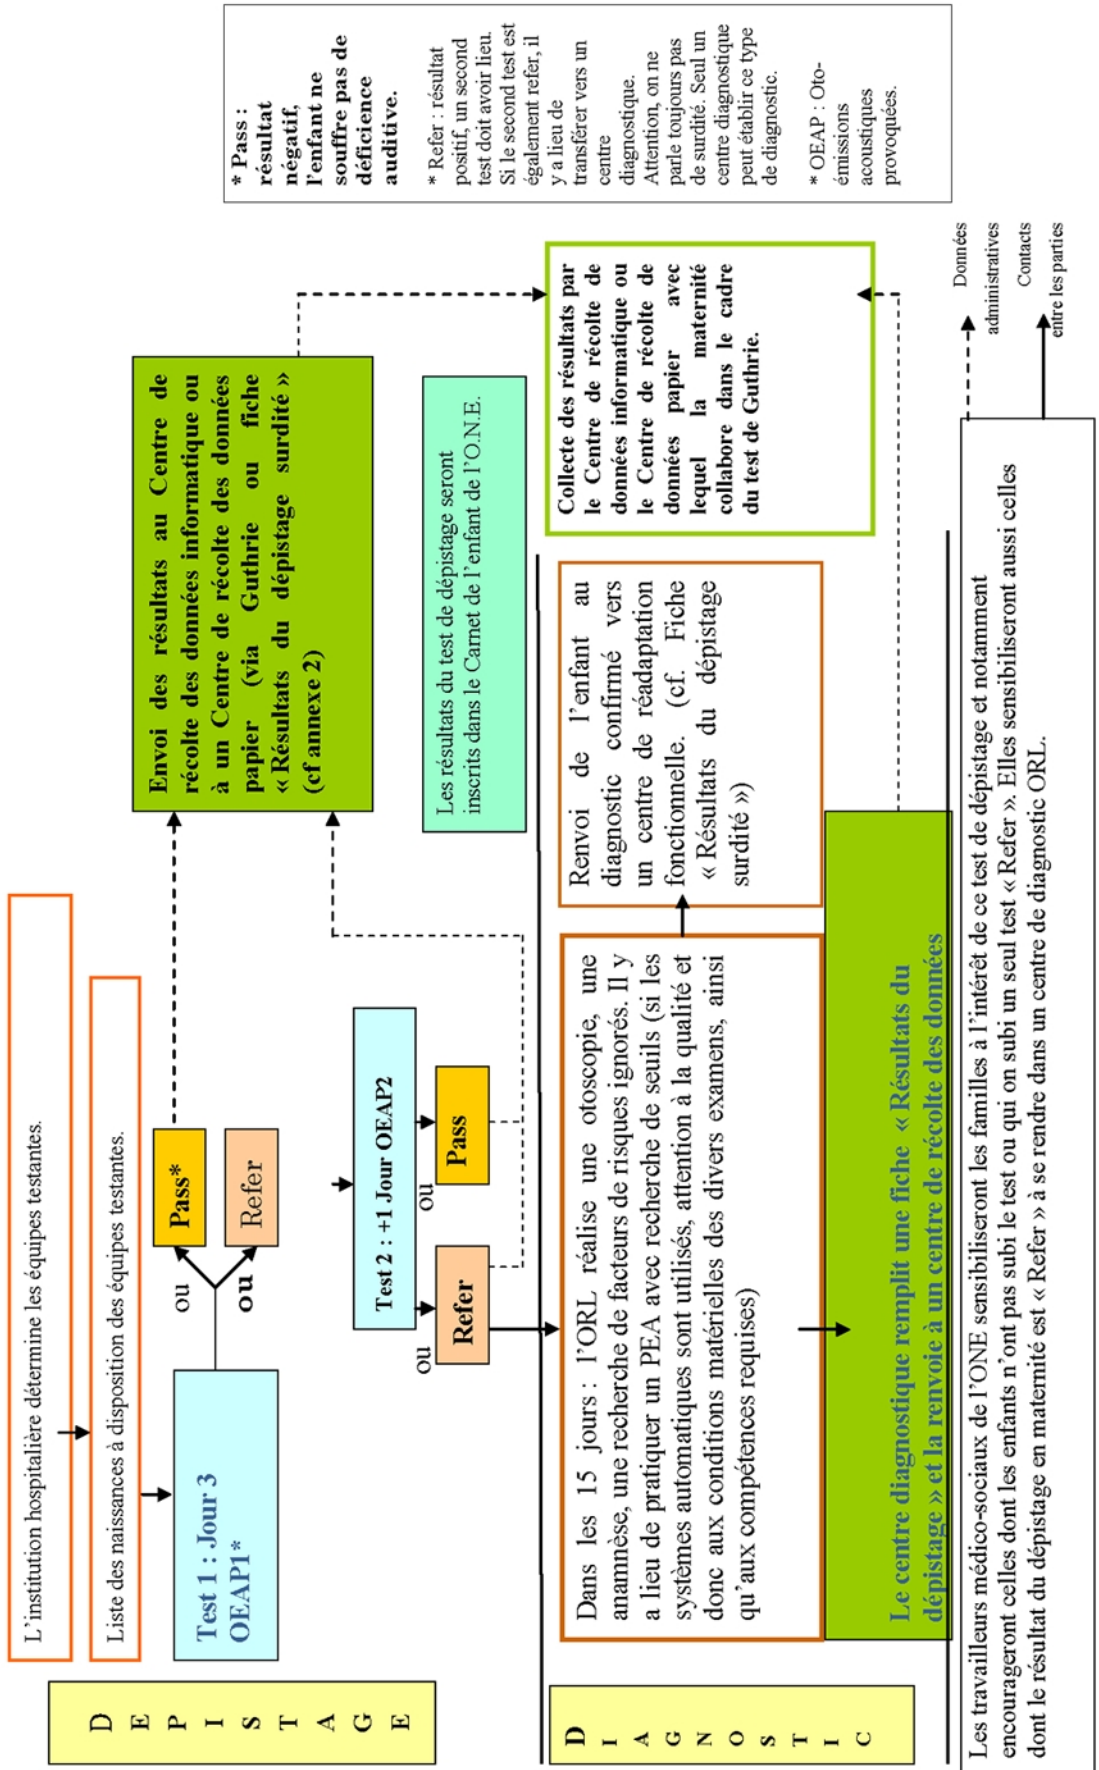 L'institution hospitalière détermine les équipes testantes.
Liste des naissances à disposition des équipes testantes.
D
E
P
I
S
T
A
G
E
Test 1 : Jour 3
OEAP1*
ou
Pass*
ou
Refer
Test 2 : +1 Jour OEAP2
ou
Refer
ou
Pass
Envoi des résultats au Centre de
récolte des données informatique ou
à un Centre de récolte des données
papier (via Guthrie ou fiche
« Résultats du dépistage surdité »
(cf annexe 2)
Les résultats du test de dépistage seront
inscrits dans le Carnet de l'enfant de l'O.N.E.
D
I
A
G
N
O
S
T
I
C
Dans les 15 jours : l'ORL réalise une otoscopie, une
anamnèse, une recherche de facteurs de risques ignorés. Il y
a lieu de pratiquer un PEA avec recherche de seuils (si les
systèmes automatiques sont utilisés, attention à la qualité et
donc aux conditions matérielles des divers examens, ainsi
qu'aux compétences requises)
Renvoi de l'enfant au
diagnostic confirmé vers
un centre de réadaptation
fonctionnelle. (cf. Fiche
« Résultats du dépistage
surdité »)
Collecte des résultats par
le Centre de récolte de
données informatique ou
le Centre de récolte de
données papier avec
lequel la maternité
collabore dans le cadre
du test de Guthrie.
Le centre diagnostique remplit une fiche « Résultats du
dépistage » et la renvoie à un centre de récolte des données
* Pass :
résultat
négatif,
l'enfant ne
souffre pas de
déficience
auditive.
* Refer : résultat
positif, un second
test doit avoir lieu.
Si le second test est
également refer, il
y a lieu de
transférer vers un
centre
diagnostique.
Attention, on ne
parle toujours pas
de surdité. Seul un
centre diagnostique
peut établir ce type
de diagnostic.
* OEAP : Oto-
émissions
acoustiques
provoquées.
Données
administratives
Contacts
entre les parties
Les travailleurs médico-sociaux de l'ONE sensibiliseront les familles à l'intérêt de ce test de dépistage et notamment
encourageront celles dont les enfants n'ont pas subi le test ou qui on subi un seul test « Refer ». Elles sensibiliseront aussi celles
dont le résultat du dépistage en maternité est « Refer » à se rendre dans un centre de diagnostic ORL.